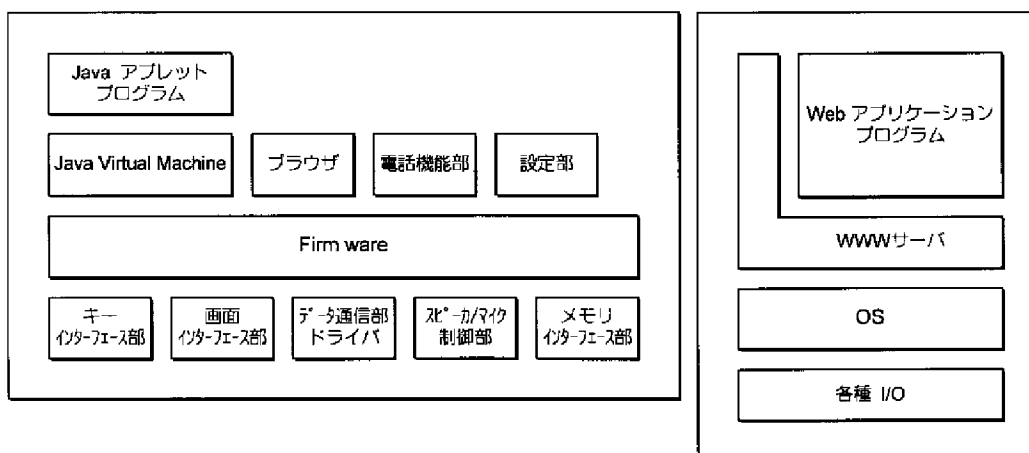 Java アプレット
プログラム
Java Virtual Machine
ブラウザ
電話機能部
設定部
Firm ware
キー
インターフェース部
画面
インターフェース部
データ通信部
ドライバ
スピーカ/マイク
制御部
メモリ
インターフェース部
Web アプリケーション
プログラム
WWWサーバ
OS
各種 I/O